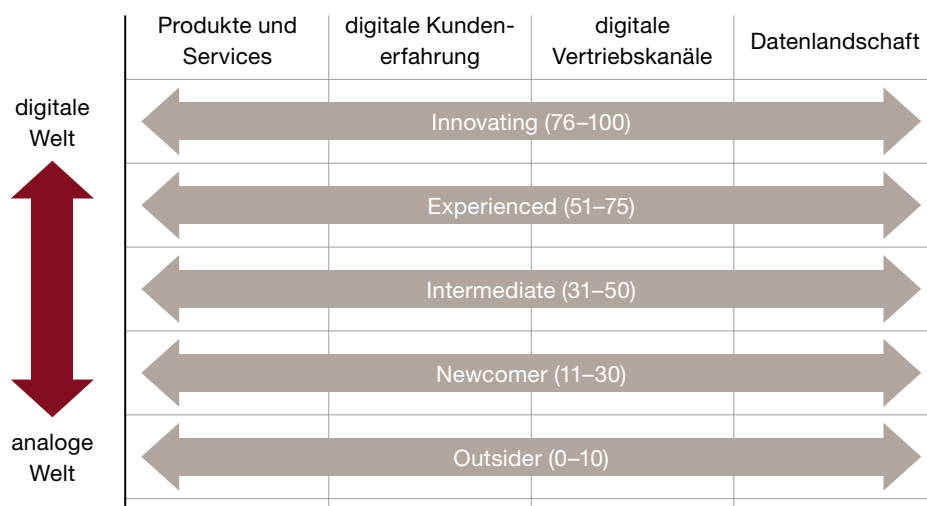 Produkte und
Services
digitale Kunden-
erfahrung
digitale
Vertriebskanäle
Datenlandschaft
digitale
Welt
Innovating (76–100)
Experienced (51–75)
Intermediate (31–50)
Newcomer (11–30)
analoge
Welt
Outsider (0–10)